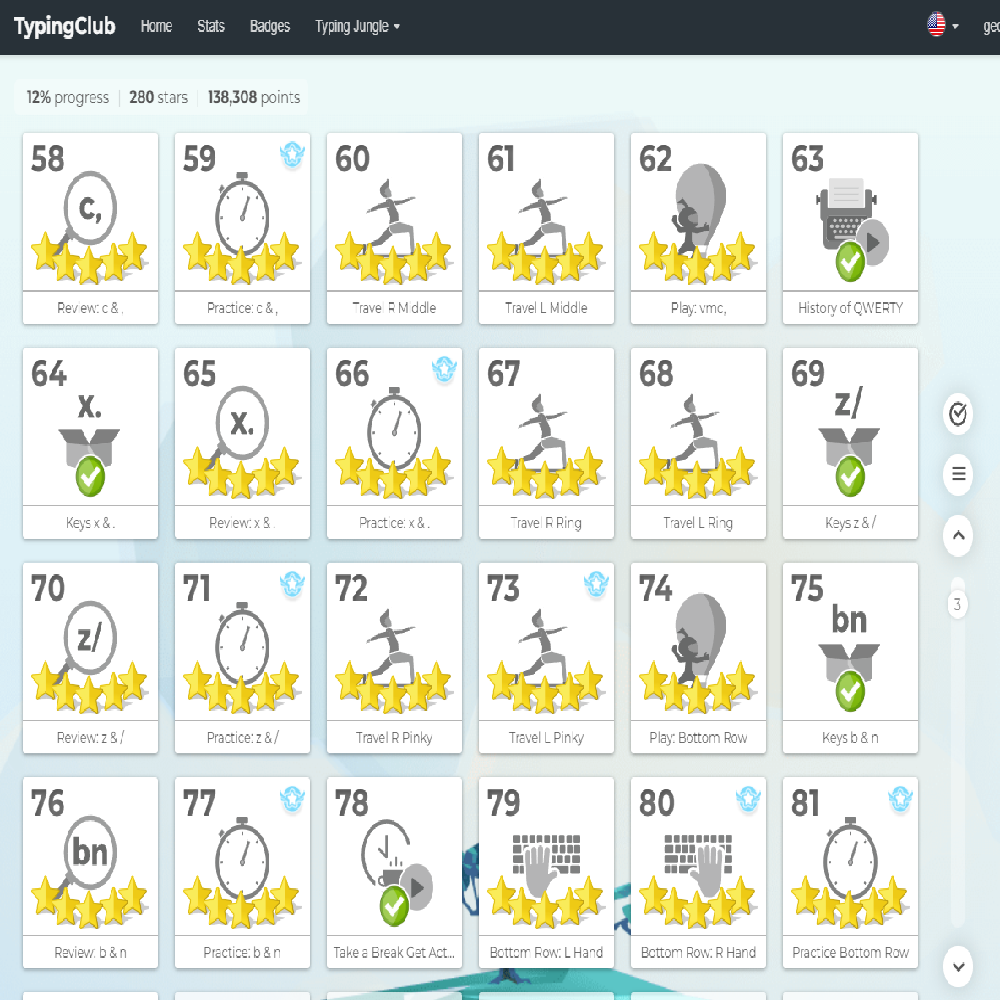 TypingClub Home Stats Badges Typing Jungle
12% progress 280 stars 138,308 points
58 59 60 61 62 63
c,
Review: c & , Practice: c & , Travel R Middle Travel L Middle Play: vmc, History of QWERTY
64 65 66 67 68 69
x. x. z/
Keys x & . Review: x & . Practice: x & . Travel R Ring Travel L Ring Keys z & /
70 71 72 73 74 75
z/ bn
3
Review: z & / Practice: z & / Travel R Pinky Travel L Pinky Play: Bottom Row Keys b & n
76 77 78 79 80 81
bn
Review: b & n Practice: b & n Take a Break Get Act... Bottom Row: L Hand Bottom Row: R Hand Practice Bottom Row